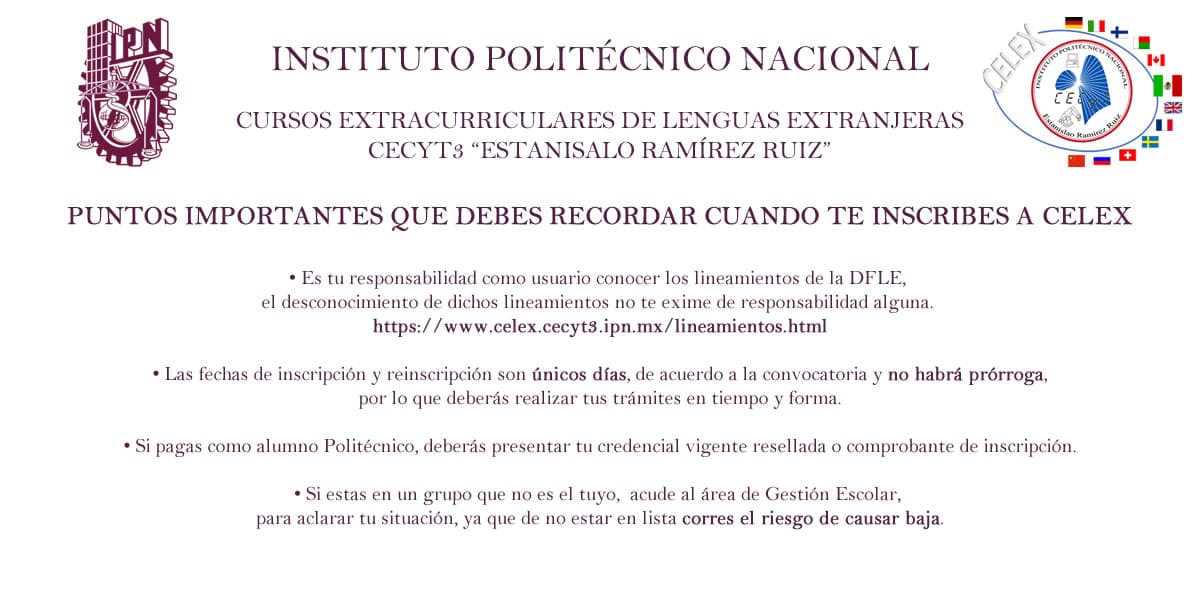 IPN
INSTITUTO POLITÉCNICO NACIONAL
CELEX
INSTITUTO POLITÉCNICO NACIONAL
Estanislao Ramírez Ruiz
CURSOS EXTRACURRICULARES DE LENGUAS EXTRANJERAS
CECYT3 “ESTANISALO RAMÍREZ RUIZ”
PUNTOS IMPORTANTES QUE DEBES RECORDAR CUANDO TE INSCRIBES A CELEX
• Es tu responsabilidad como usuario conocer los lineamientos de la DFLE,
el desconocimiento de dichos lineamientos no te exime de responsabilidad alguna.
https://www.celex.cecyt3.ipn.mx/lineamientos.html
• Las fechas de inscripción y reinscripción son únicos días, de acuerdo a la convocatoria y no habrá prórroga,
por lo que deberás realizar tus trámites en tiempo y forma.
• Si pagas como alumno Politécnico, deberás presentar tu credencial vigente resellada o comprobante de inscripción.
• Si estas en un grupo que no es el tuyo, acude al área de Gestión Escolar,
para aclarar tu situación, ya que de no estar en lista corres el riesgo de causar baja.